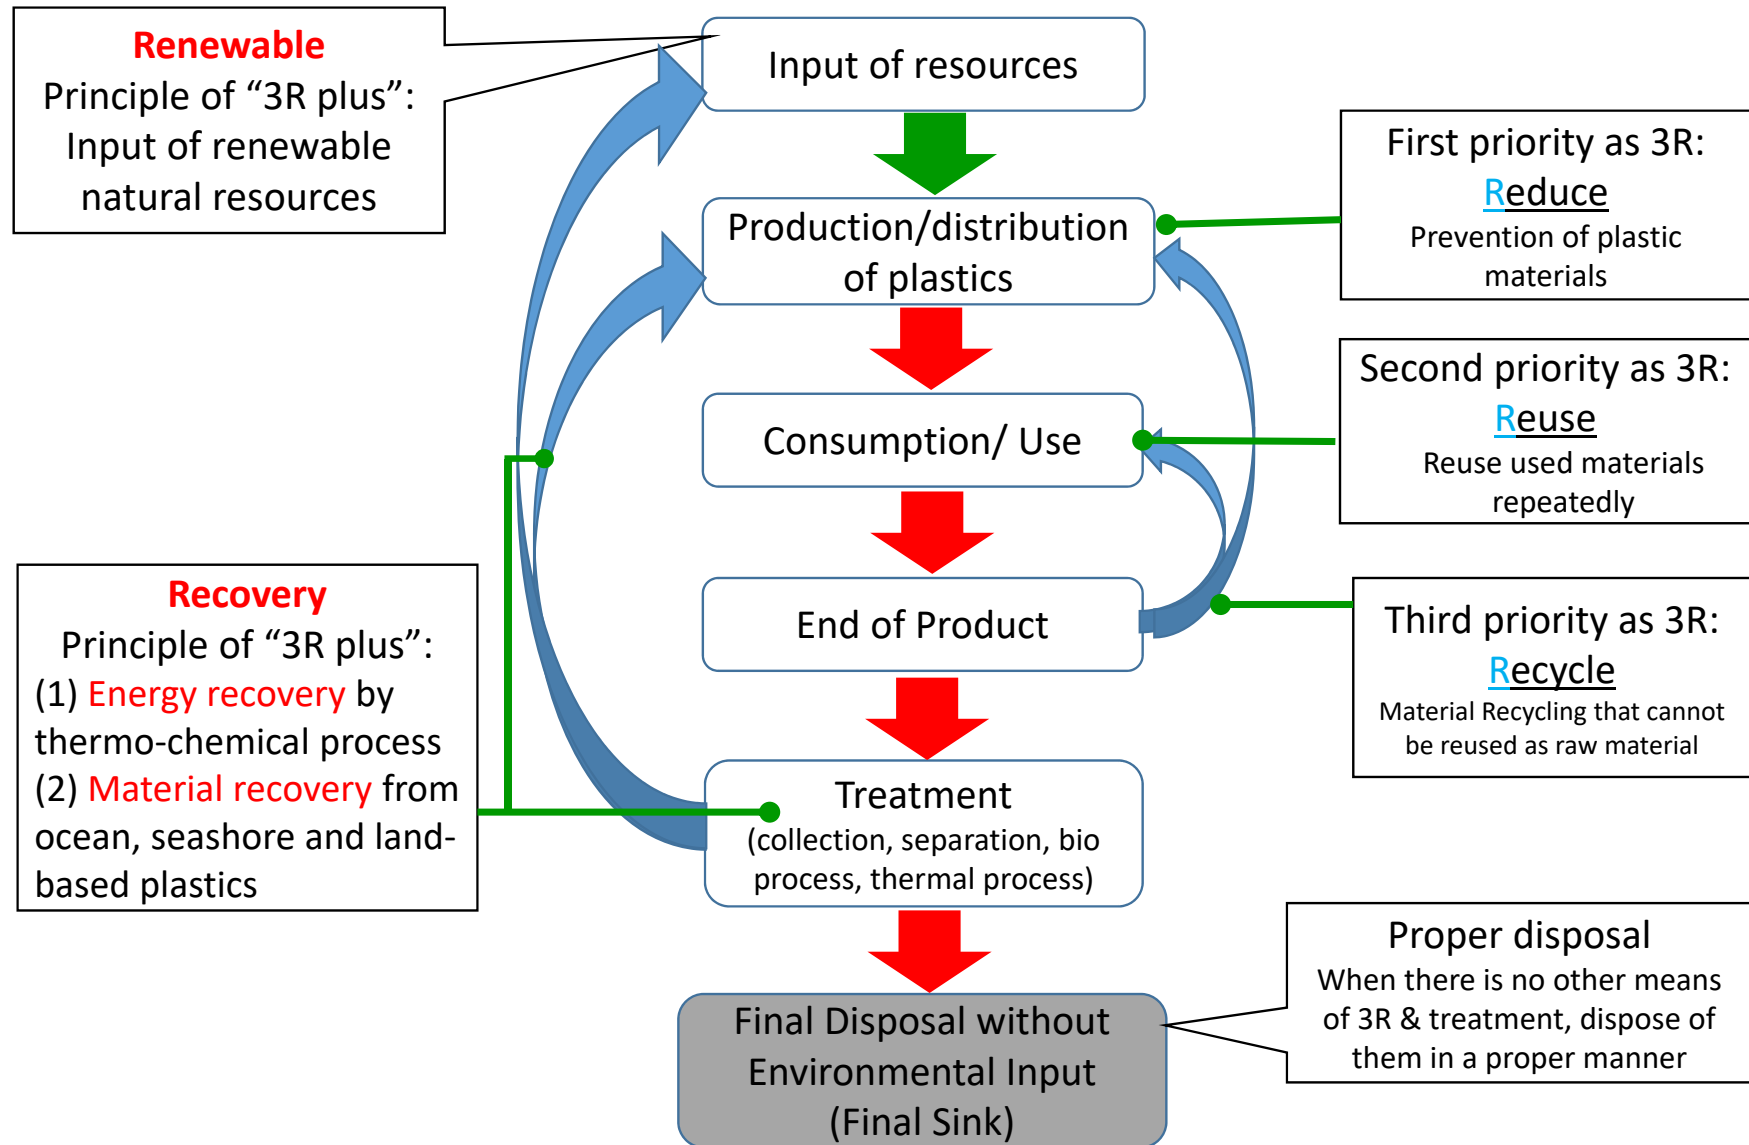 Renewable
Principle of “3R plus”:
Input of renewable
natural resources
Input of resources
Production/distribution
of plastics
First priority as 3R:
Reduce
Prevention of plastic
materials
Consumption/ Use
Second priority as 3R:
Reuse
Reuse used materials
repeatedly
End of Product
Third priority as 3R:
Recycle
Material Recycling that cannot
be reused as raw material
Recovery
Principle of “3R plus”:
(1) Energy recovery by
thermo-chemical process
(2) Material recovery from
ocean, seashore and land-
based plastics
Treatment
(collection, separation, bio
process, thermal process)
Proper disposal
When there is no other means
of 3R & treatment, dispose of
them in a proper manner
Final Disposal without
Environmental Input
(Final Sink)